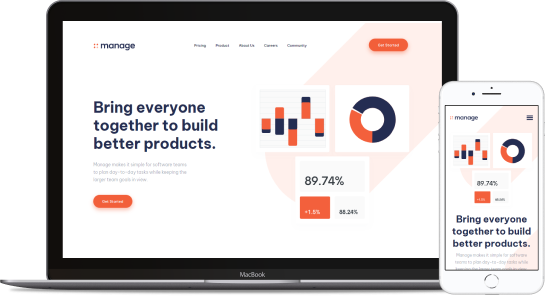 manage
Pricing Product About Us Careers Community
Get Started
Bring everyone
together to build
better products.
Manage makes it simple for software teams
to plan day-to-day tasks while keeping the
larger team goals in view.
Get Started
89.74%
+1.5%
88.24%
MacBook
manage
89.74%
+1.5%
88.24%
Bring everyone
together to build
better products.
Manage makes it simple for software
teams to plan day-to-day tasks while